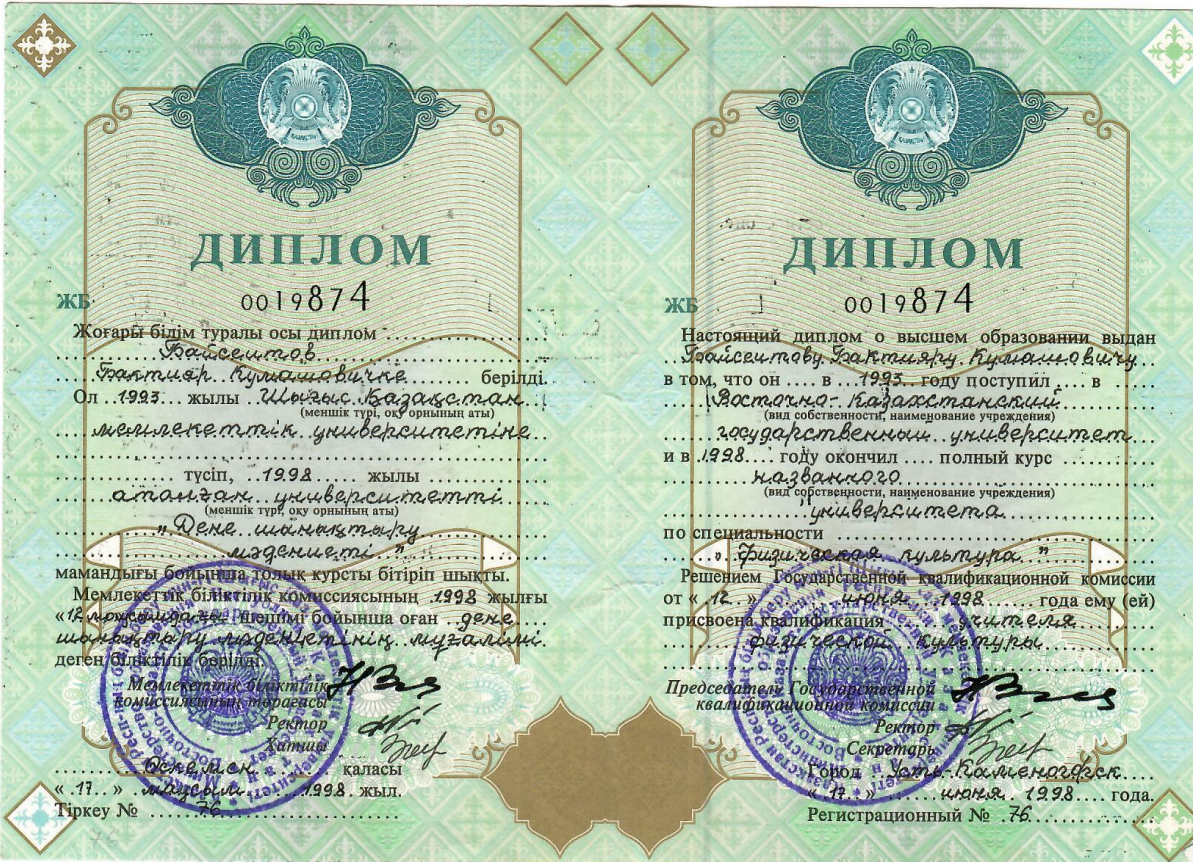 ДИПЛОМ
ЖБ 0019874
Жоғары білім туралы осы диплом
Байсеитов
Бактияр Кумашовичке берілді.
Ол 1993 жылы Шығыс Қазақстан
(меншік түрі, оқу орнының аты)
мемлекеттік университетіне
түсіп, 1998 жылы
аталған университетті
(меншік түрі, оқу орнының аты)
"Дене шынықтыру
мәдениеті"
мамандығы бойынша толық курсты бітіріп шықты.
Мемлекеттік біліктілік комиссиясының 1998 жылғы
«12 шешімі бойынша оған дене
шынықтыру мәдениетінің мұғалімі
деген біліктілік берілді.
Мемлекеттік біліктілік
комиссиясының төрағасы
Ректор
Хатшы
Өскемен қаласы
«17» маусым 1998 жыл.
Тіркеу № 76
76
ДИПЛОМ
ЖБ 0019874
Настоящий диплом о высшем образовании выдан
Байсеитову Бактияру Кумашовичу
в том, что он в 1993 году поступил в
Восточно-Казахстанский
(вид собственности, наименование учреждения)
государственный университет
и в 1998 году окончил полный курс
названного
(вид собственности, наименование учреждения)
университета
по специальности
"физическая культура"
Решением Государственной квалификационной комиссии
от «12» июня 1998 года ему (ей)
присвоена квалификация учителя
физической культуры
Председатель Государственной
квалификационной комиссии
Ректор
Секретарь
Город Усть-Каменогорск
«17» июня 1998 года.
Регистрационный № 76